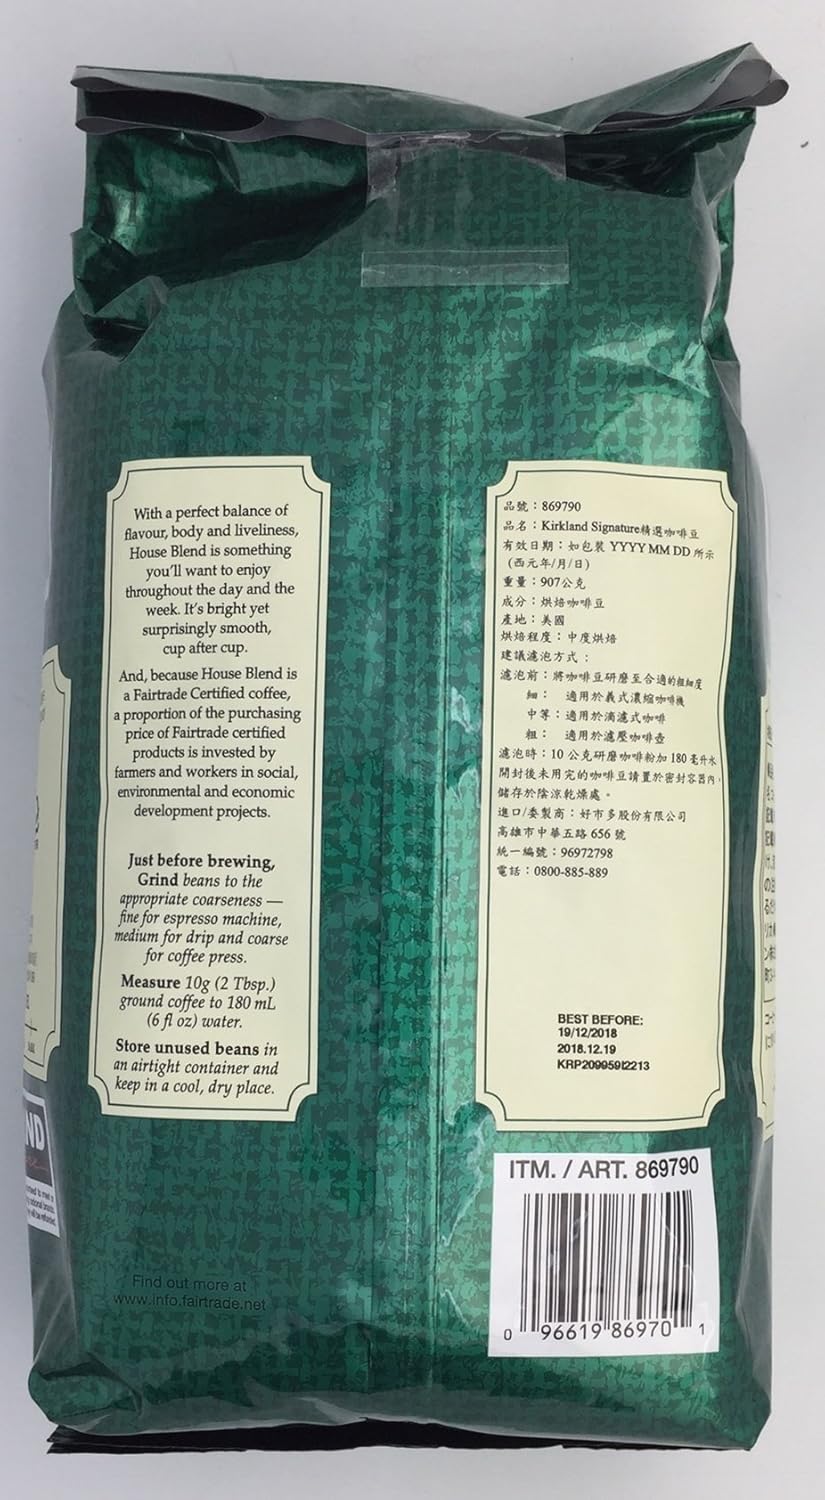 With a perfect balance of
flavour, body and liveliness,
House Blend is something
you'll want to enjoy
throughout the day and the
week. It's bright yet
surprisingly smooth,
cup after cup.
And, because House Blend is
a Fairtrade Certified coffee,
a proportion of the purchasing
price of Fairtrade certified
products is invested by
farmers and workers in social,
environmental and economic
development projects.
Just before brewing,
Grind beans to the
appropriate coarseness —
fine for espresso machine,
medium for drip and coarse
for coffee press.
Measure 10g (2 Tbsp.)
ground coffee to 180 mL
(6 fl oz) water.
Store unused beans in
an airtight container and
keep in a cool, dry place.
Find out more at
www.info.fairtrade.net
品號：869790
品名：Kirkland Signature精選咖啡豆
有效日期：如包裝 YYYY MM DD 所示
(西元年/月/日)
重量：907公克
成分：烘焙咖啡豆
產地：美國
烘焙程度：中度烘焙
建議濾泡方式：
濾泡前：將咖啡豆研磨至合適的粗細度
細： 適用於義式濃縮咖啡機
中等：適用於滴濾式咖啡
粗： 適用於濾壓咖啡壺
濾泡時：10 公克研磨咖啡粉加 180 毫升水
開封後未用完的咖啡豆請置於密封容器內，
儲存於陰涼乾燥處。
進口/委製商：好市多股份有限公司
高雄市中華五路 656 號
統一編號：96972798
電話：0800-885-889
BEST BEFORE:
19/12/2018
2018.12.19
KRP209959t2213
ITM. / ART. 869790
0 96619 86970 1
ND